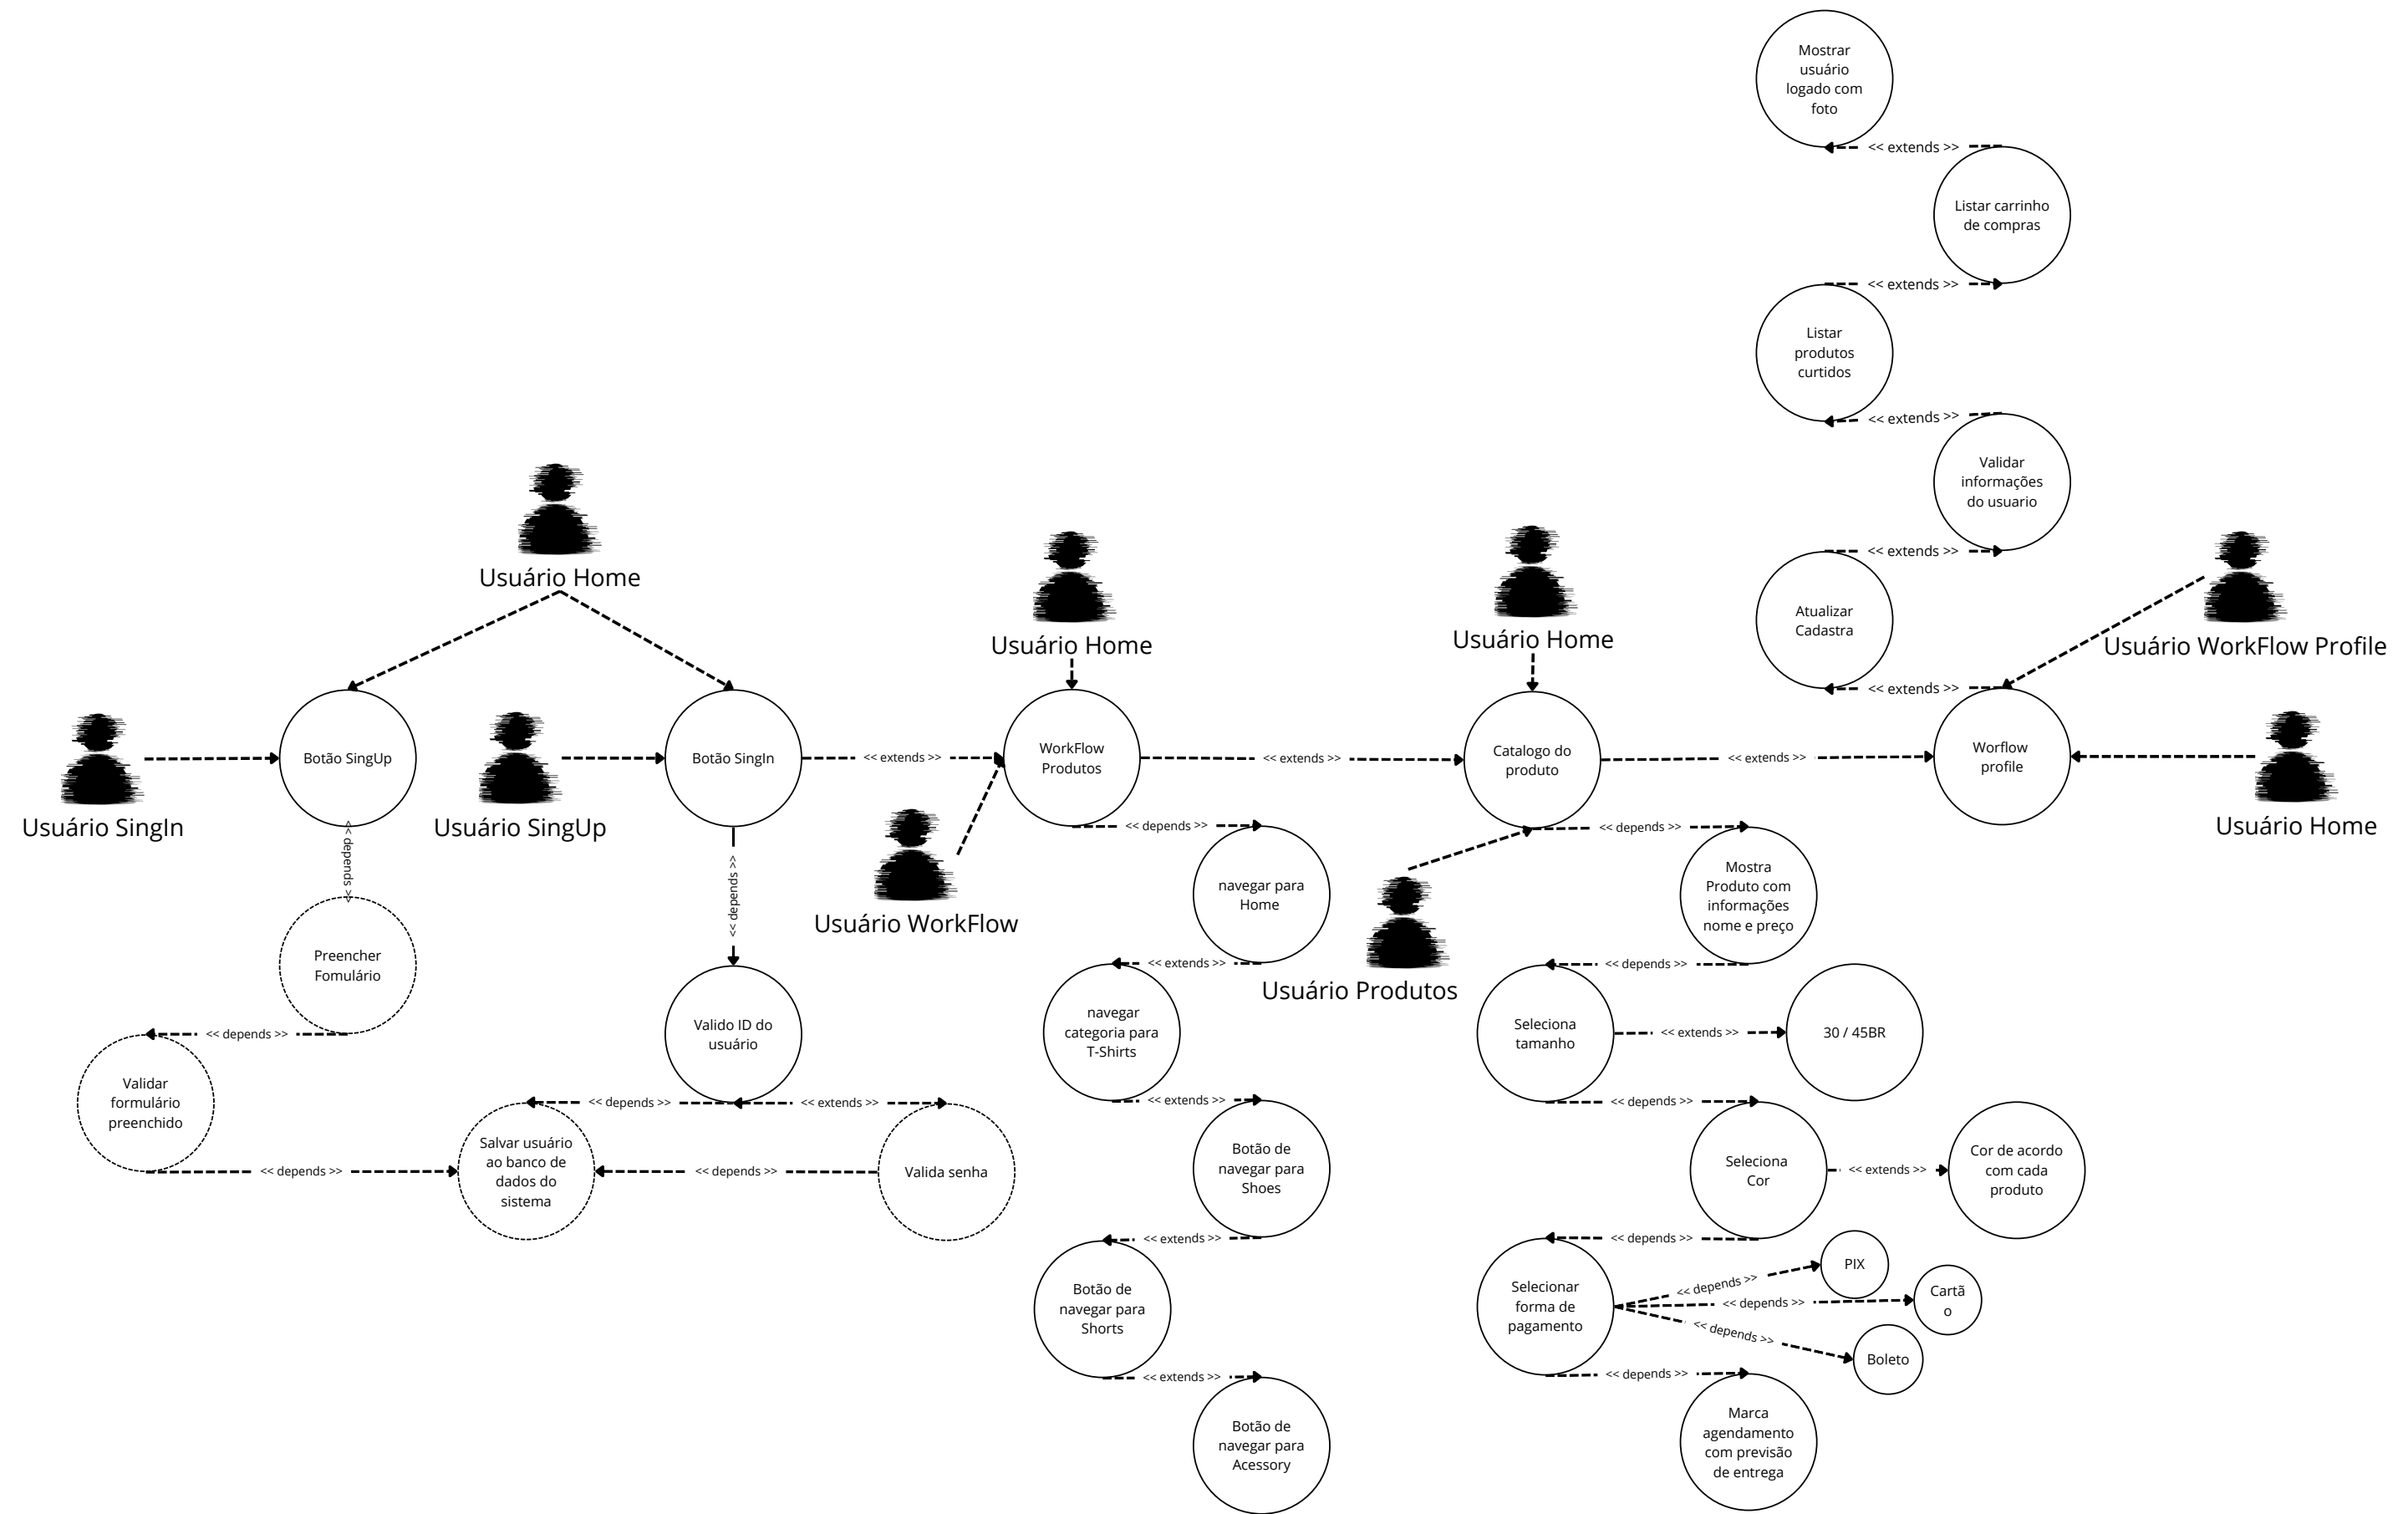 Mostrar
usuário
logado com
foto
<< extends >>
Listar carrinho
de compras
<< extends >>
Listar
produtos
curtidos
<< extends >>
Validar
informações
do usuario
<< extends >>
Atualizar
Cadastra
<< extends >>
Usuário WorkFlow Profile
Usuário Home
Usuário Home
Usuário Home
Usuário SingIn
Botão SingUp
Usuário SingUp
Botão SingIn
<< extends >>
WorkFlow
Produtos
<< extends >>
Catalogo do
produto
<< extends >>
Worflow
profile
Usuário Home
<< depends >>
Preencher
Fomulário
<< depends >>
Validar
formulário
preenchido
<< depends >>
<< depends >>
Valido ID do
usuário
<< depends >>
<< extends >>
Salvar usuário
ao banco de
dados do
sistema
<< depends >>
Valida senha
Usuário WorkFlow
<< depends >>
navegar para
Home
<< extends >>
navegar
categoria para
T-Shirts
<< extends >>
Botão de
navegar para
Shoes
<< extends >>
Botão de
navegar para
Shorts
<< extends >>
Botão de
navegar para
Acessory
Usuário Produtos
<< depends >>
Mostra
Produto com
informações
nome e preço
<< depends >>
Seleciona
tamanho
<< extends >>
30 / 45BR
<< depends >>
Seleciona
Cor
<< extends >>
Cor de acordo
com cada
produto
<< depends >>
Selecionar
forma de
pagamento
<< depends >>
PIX
<< depends >>
Cartã
o
<< depends >>
Boleto
<< depends >>
Marca
agendamento
com previsão
de entrega